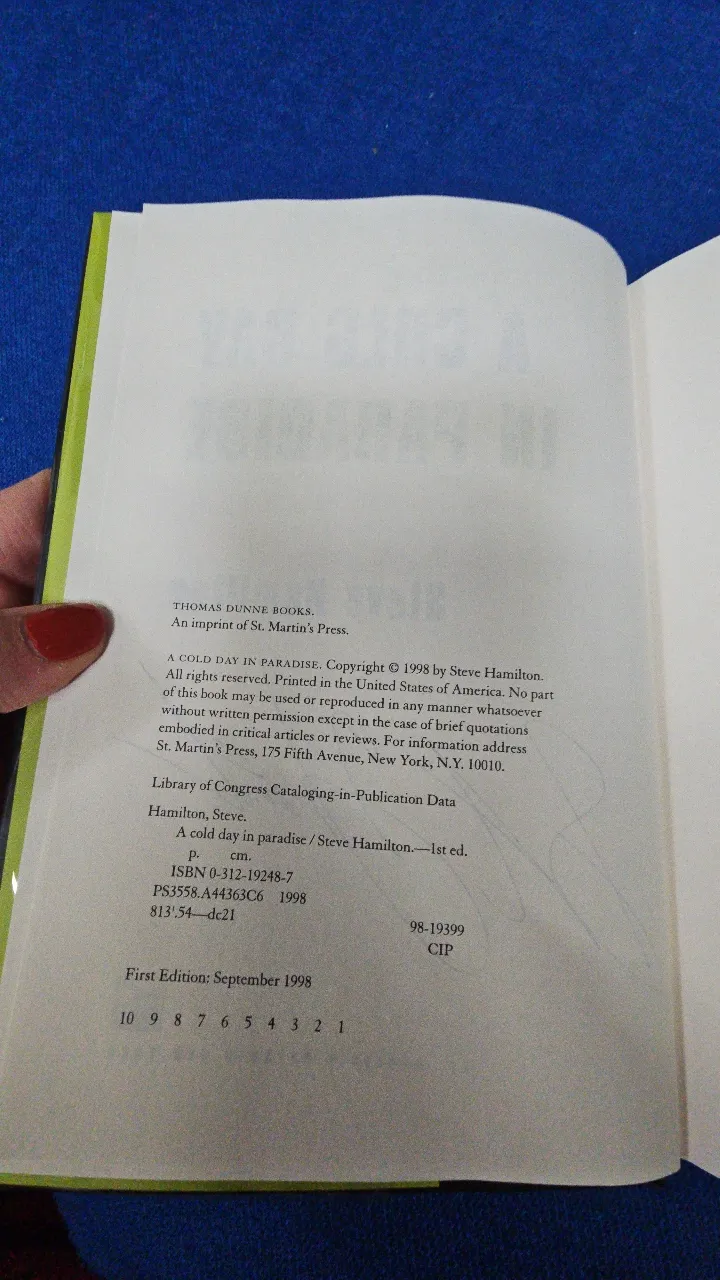 THOMAS DUNNE BOOKS.
An imprint of St. Martin's Press.
A COLD DAY IN PARADISE. Copyright © 1998 by Steve Hamilton.
All rights reserved. Printed in the United States of America. No part
of this book may be used or reproduced in any manner whatsoever
without written permission except in the case of brief quotations
embodied in critical articles or reviews. For information address
St. Martin's Press, 175 Fifth Avenue, New York, N.Y. 10010.
Library of Congress Cataloging-in-Publication Data
Hamilton, Steve.
A cold day in paradise / Steve Hamilton.—1st ed.
p. cm.
ISBN 0-312-19248-7
PS3558.A44363C6 1998
813'.54—dc21
98-19399
CIP
First Edition: September 1998
10 9 8 7 6 5 4 3 2 1